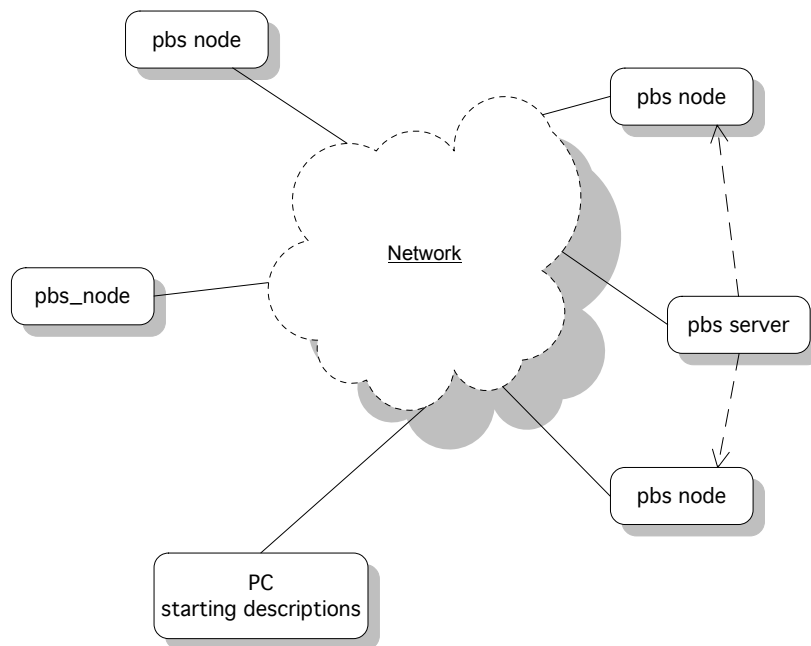 pbs node
pbs node
Network
pbs_node
pbs server
pbs node
PC
starting descriptions